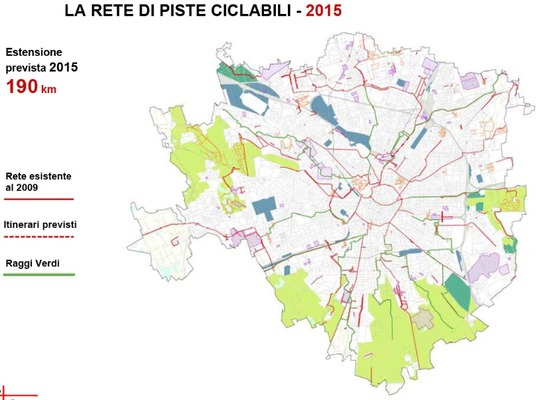 LA RETE DI PISTE CICLABILI - 2015
Estensione
prevista 2015
190 km
Rete esistente
al 2009
Itinerari previsti
Raggi Verdi